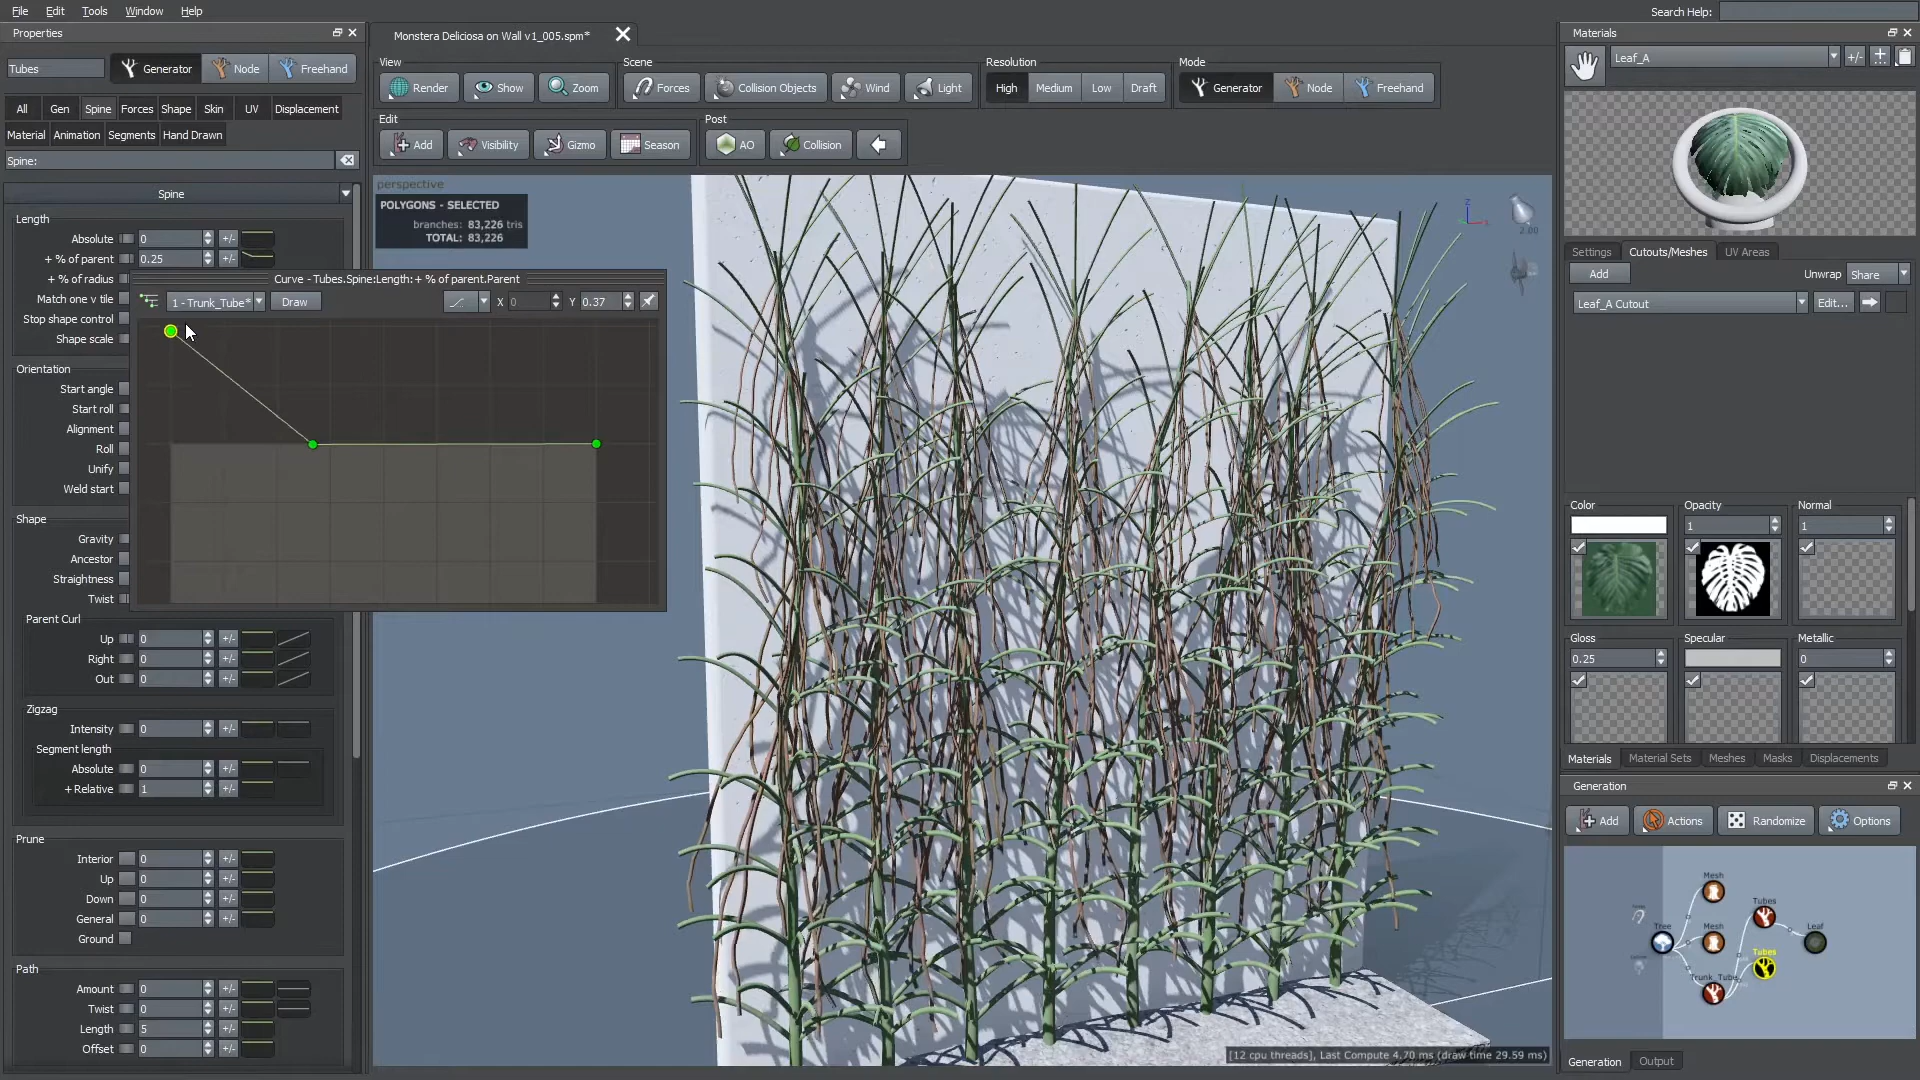 File Edit Tools Window Help
Search Help:
Properties
Tubes Generator Node Freehand
All Gen Spine Forces Shape Skin UV Displacement
Material Animation Segments Hand Drawn
Spine:
Spine
Length
Absolute 0 +/-
+ % of parent 0.25 +/-
+ % of radius
Match one v tile
Stop shape control
Shape scale
Orientation
Start angle
Start roll
Alignment
Roll
Unify
Weld start
Shape
Gravity
Ancestor
Straightness
Twist
Parent Curl
Up 0 +/-
Right 0 +/-
Out 0 +/-
Zigzag
Intensity 0 +/-
Segment length
Absolute 0 +/-
+ Relative 1 +/-
Prune
Interior 0 +/-
Up 0 +/-
Down 0 +/-
General 0 +/-
Ground
Path
Amount 0 +/-
Twist 0 +/-
Length 5 +/-
Offset 0 +/-
Curve - Tubes.Spine:Length:+ % of parent.Parent
1 - Trunk_Tube* Draw X 0 Y 0.37
Monstera Deliciosa on Wall v1_005.spm*
View
Render Show Zoom
Scene
Forces Collision Objects Wind Light
Resolution
High Medium Low Draft
Mode
Generator Node Freehand
Edit
Add Visibility Gizmo Season
Post
AO Collision
perspective
POLYGONS - SELECTED
branches: 83,226 tris
TOTAL: 83,226
Z
2.00
[12 cpu threads], Last Compute 4.70 ms (draw time 29.59 ms)
Materials
Leaf_A +/-
Settings Cutouts/Meshes UV Areas
Add Unwrap Share
Leaf_A Cutout Edit...
Color Opacity Normal
1 1
Gloss Specular Metallic
0.25 0
Materials Material Sets Meshes Masks Displacements
Generation
Add Actions Randomize Options
Mesh
Tubes
Tree Mesh Leaf
Tubes
Trunk_Tube
Generation Output